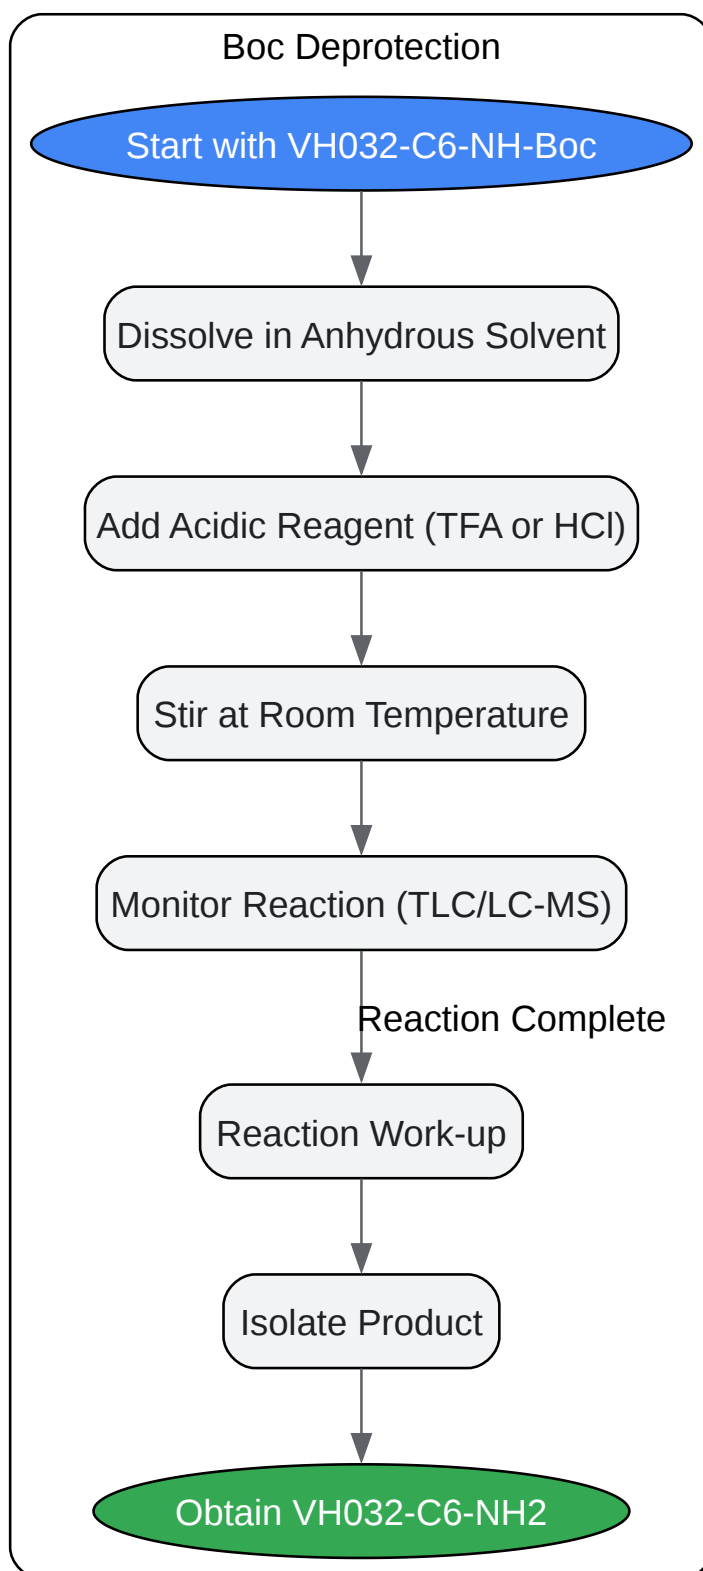 Boc Deprotection
Start with VH032-C6-NH-Boc
Dissolve in Anhydrous Solvent
Add Acidic Reagent (TFA or HCl)
Stir at Room Temperature
Monitor Reaction (TLC/LC-MS)
Reaction Complete
Reaction Work-up
Isolate Product
Obtain VH032-C6-NH2